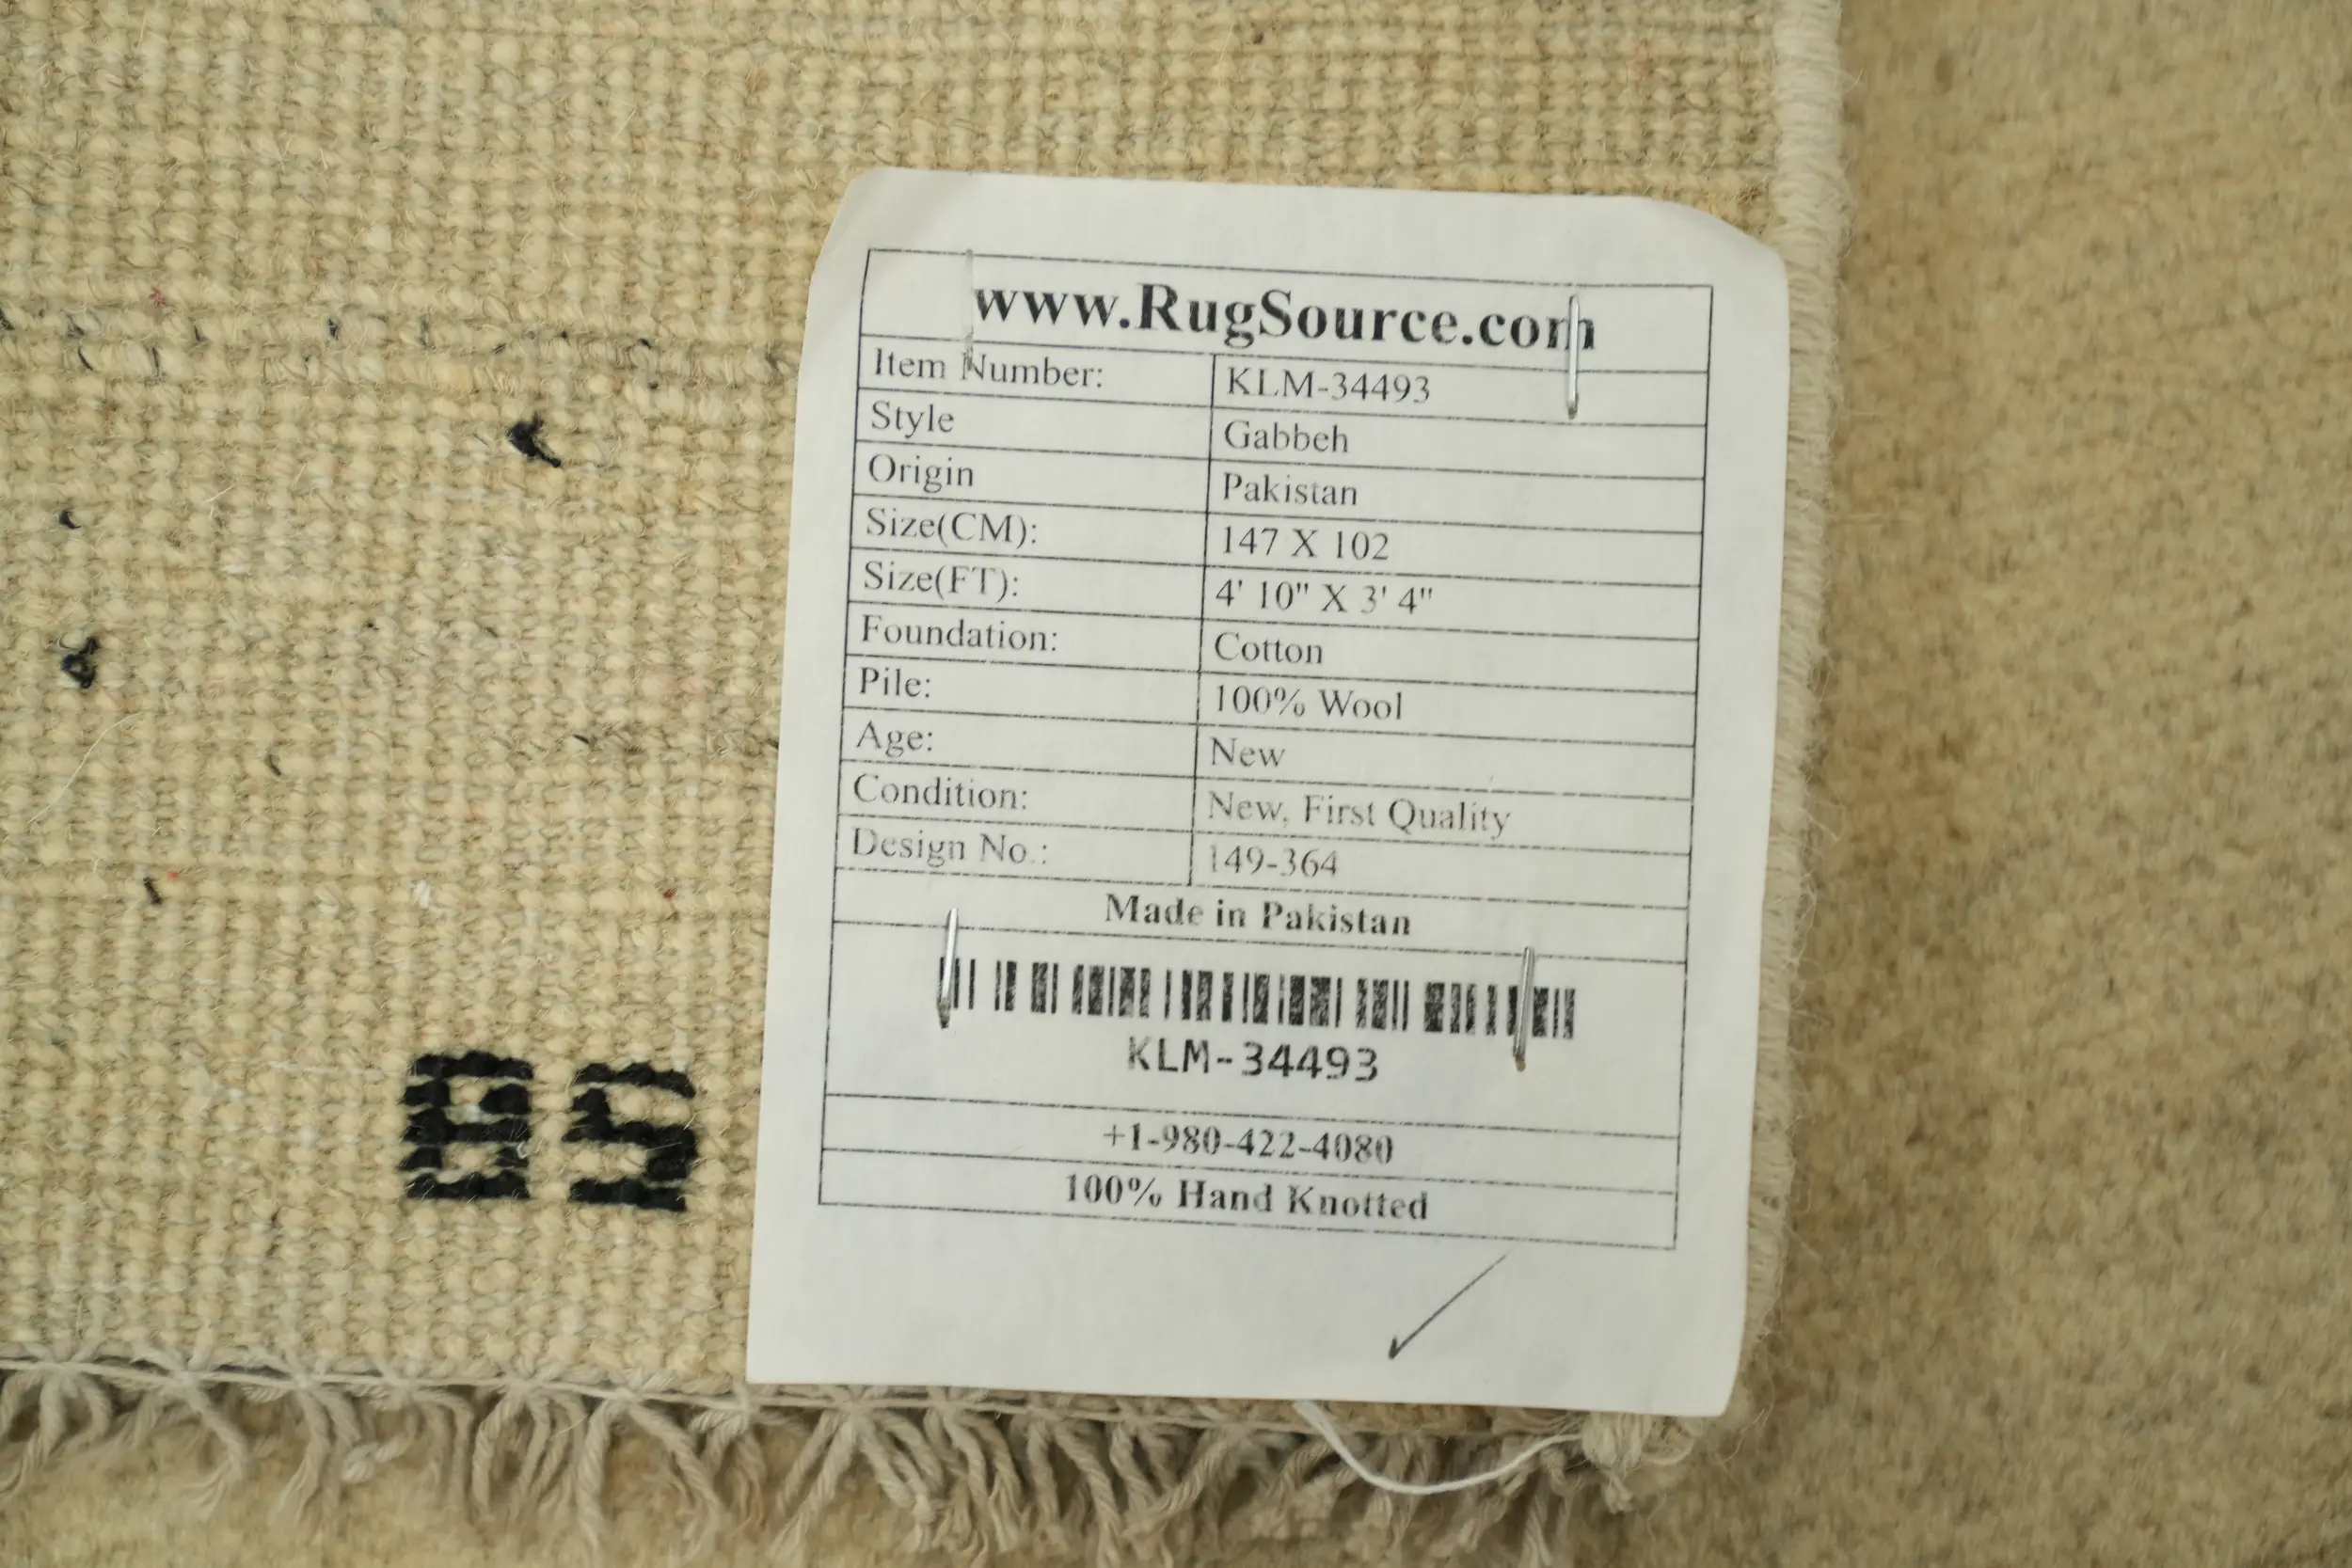 www.RugSource.com
Item Number: KLM-34493
Style Gabbeh
Origin Pakistan
Size(CM): 147 X 102
Size(FT): 4' 10" X 3' 4"
Foundation: Cotton
Pile: 100% Wool
Age: New
Condition: New, First Quality
Design No.: 149-364
Made in Pakistan
KLM-34493
+1-980-422-4080
100% Hand Knotted